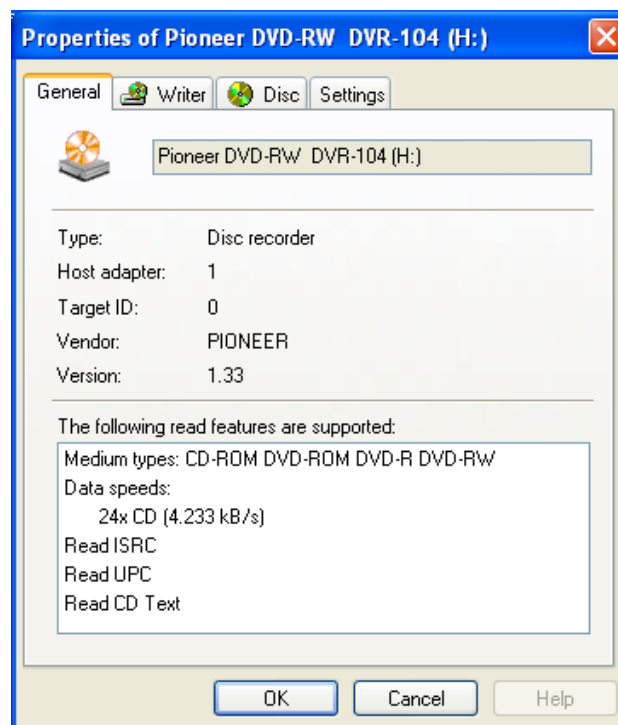 Properties of Pioneer DVD-RW  DVR-104 (H:)
General Writer Disc Settings
Pioneer DVD-RW  DVR-104 (H:)
Type: Disc recorder
Host adapter: 1
Target ID: 0
Vendor: PIONEER
Version: 1.33
The following read features are supported:
Medium types: CD-ROM DVD-ROM DVD-R DVD-RW
Data speeds:
24x CD (4.233 kB/s)
Read ISRC
Read UPC
Read CD Text
OK Cancel Help